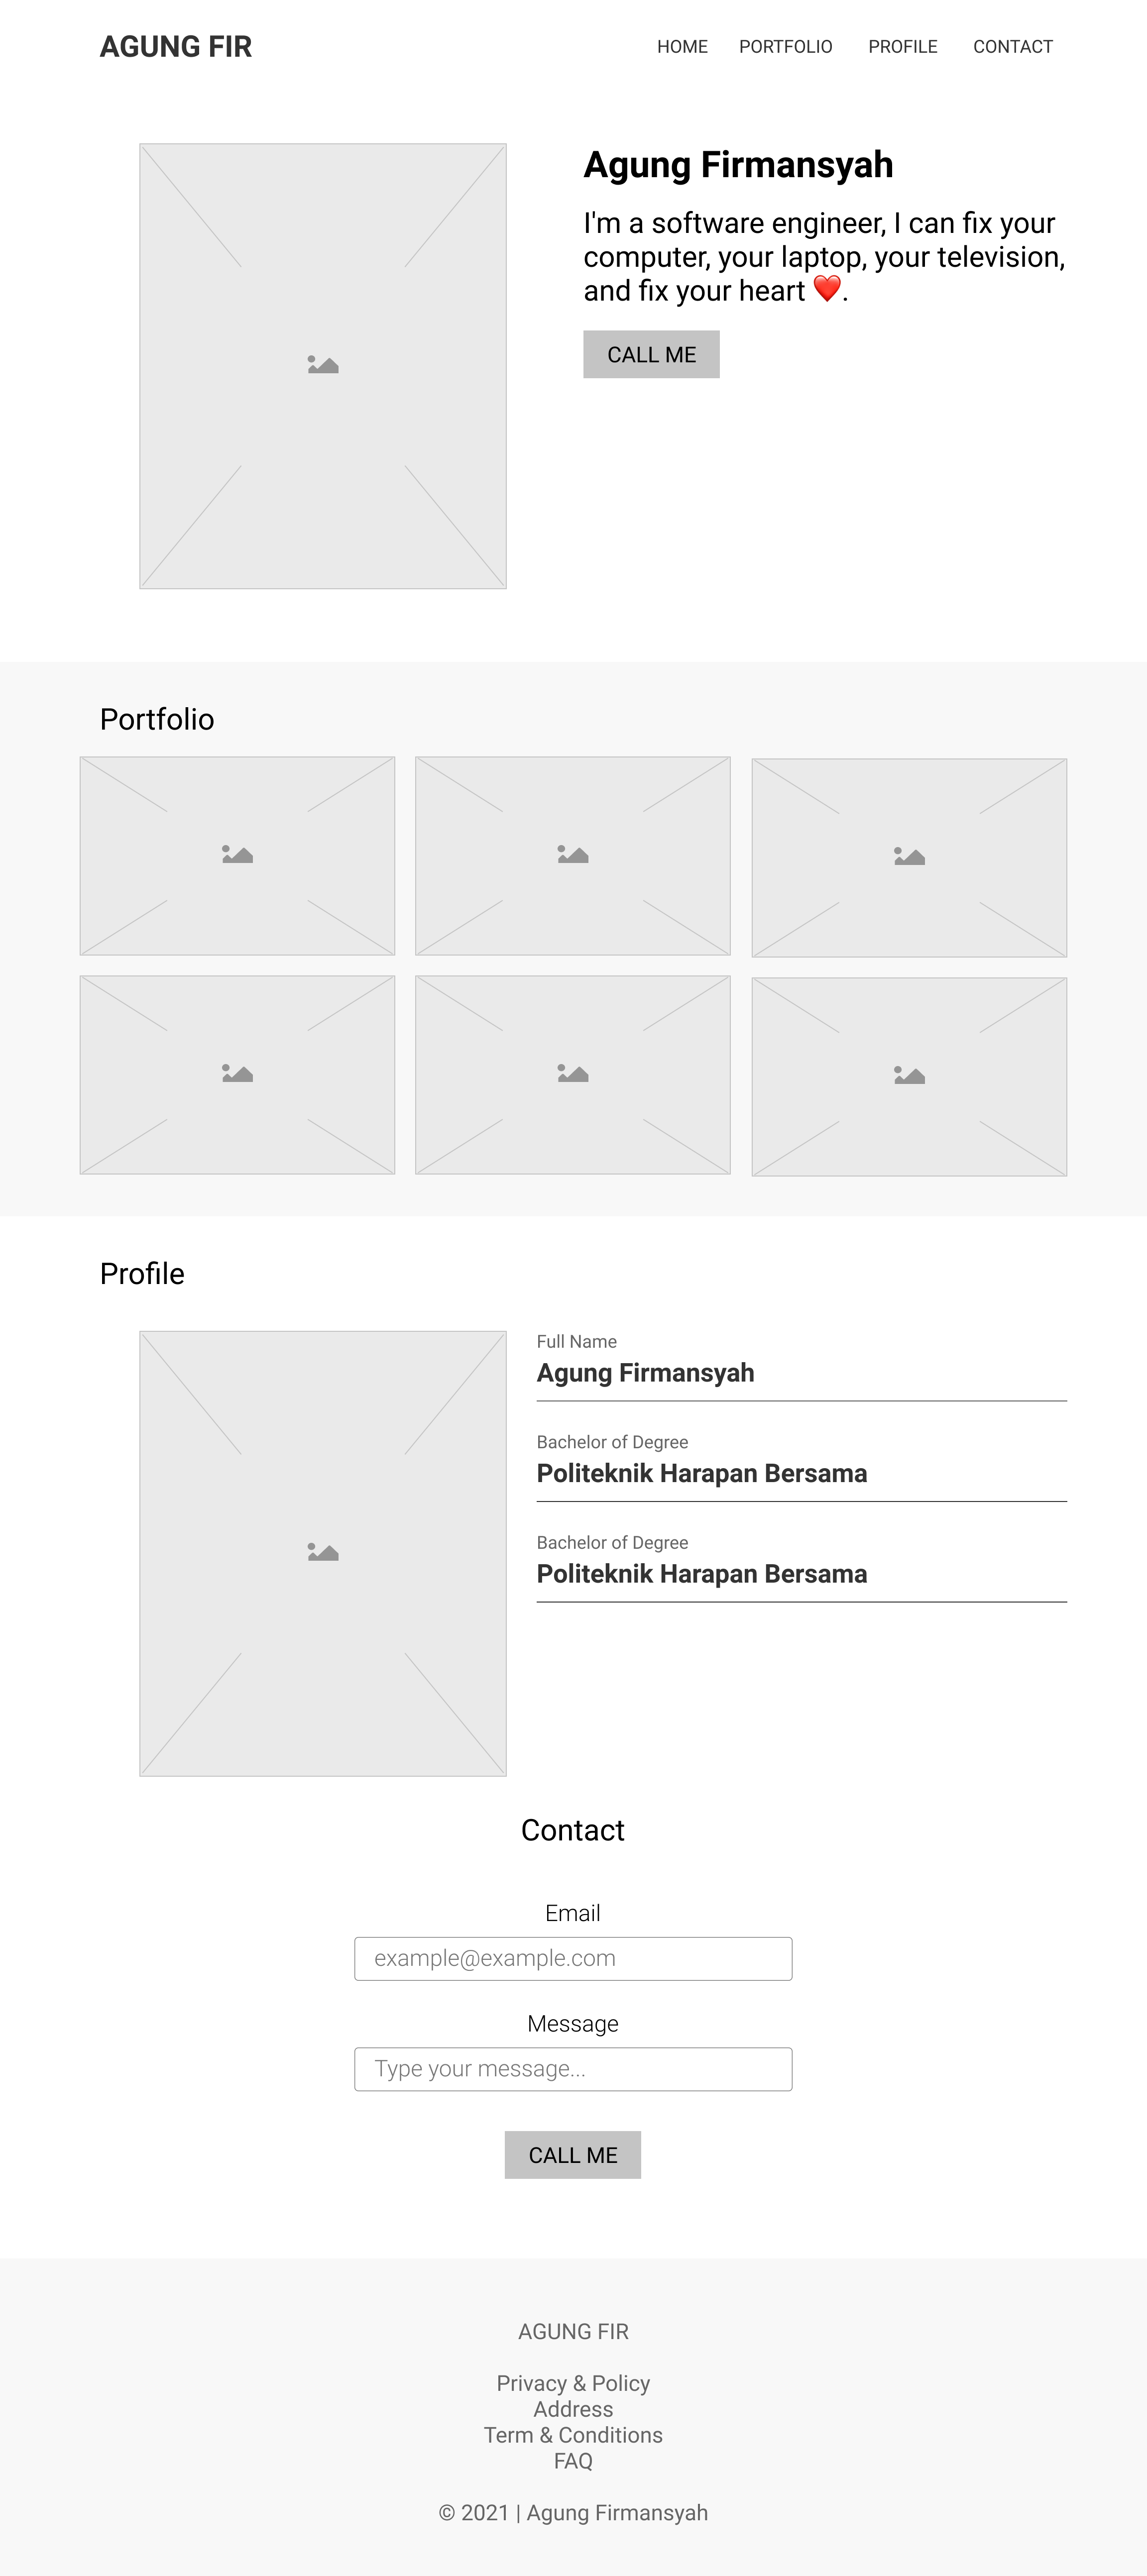 AGUNG FIR
HOME PORTFOLIO PROFILE CONTACT
Agung Firmansyah
I'm a software engineer, I can fix your
computer, your laptop, your television,
and fix your heart ❤️.
CALL ME
Portfolio
Profile
Full Name
Agung Firmansyah
Bachelor of Degree
Politeknik Harapan Bersama
Bachelor of Degree
Politeknik Harapan Bersama
Contact
Email
example@example.com
Message
Type your message...
CALL ME
AGUNG FIR
Privacy & Policy
Address
Term & Conditions
FAQ
© 2021 | Agung Firmansyah